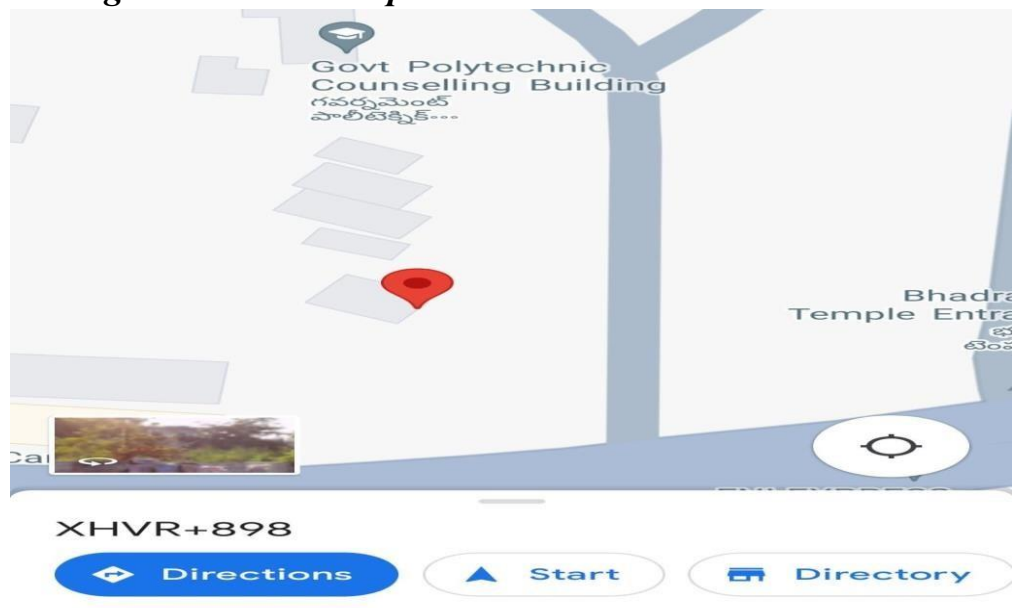 Govt Polytechnic
Counselling Building
గవర్నమెంట్
పాలిటెక్నిక్...
Bhadra
Temple Entra
XHVR+898
Directions
Start
Directory